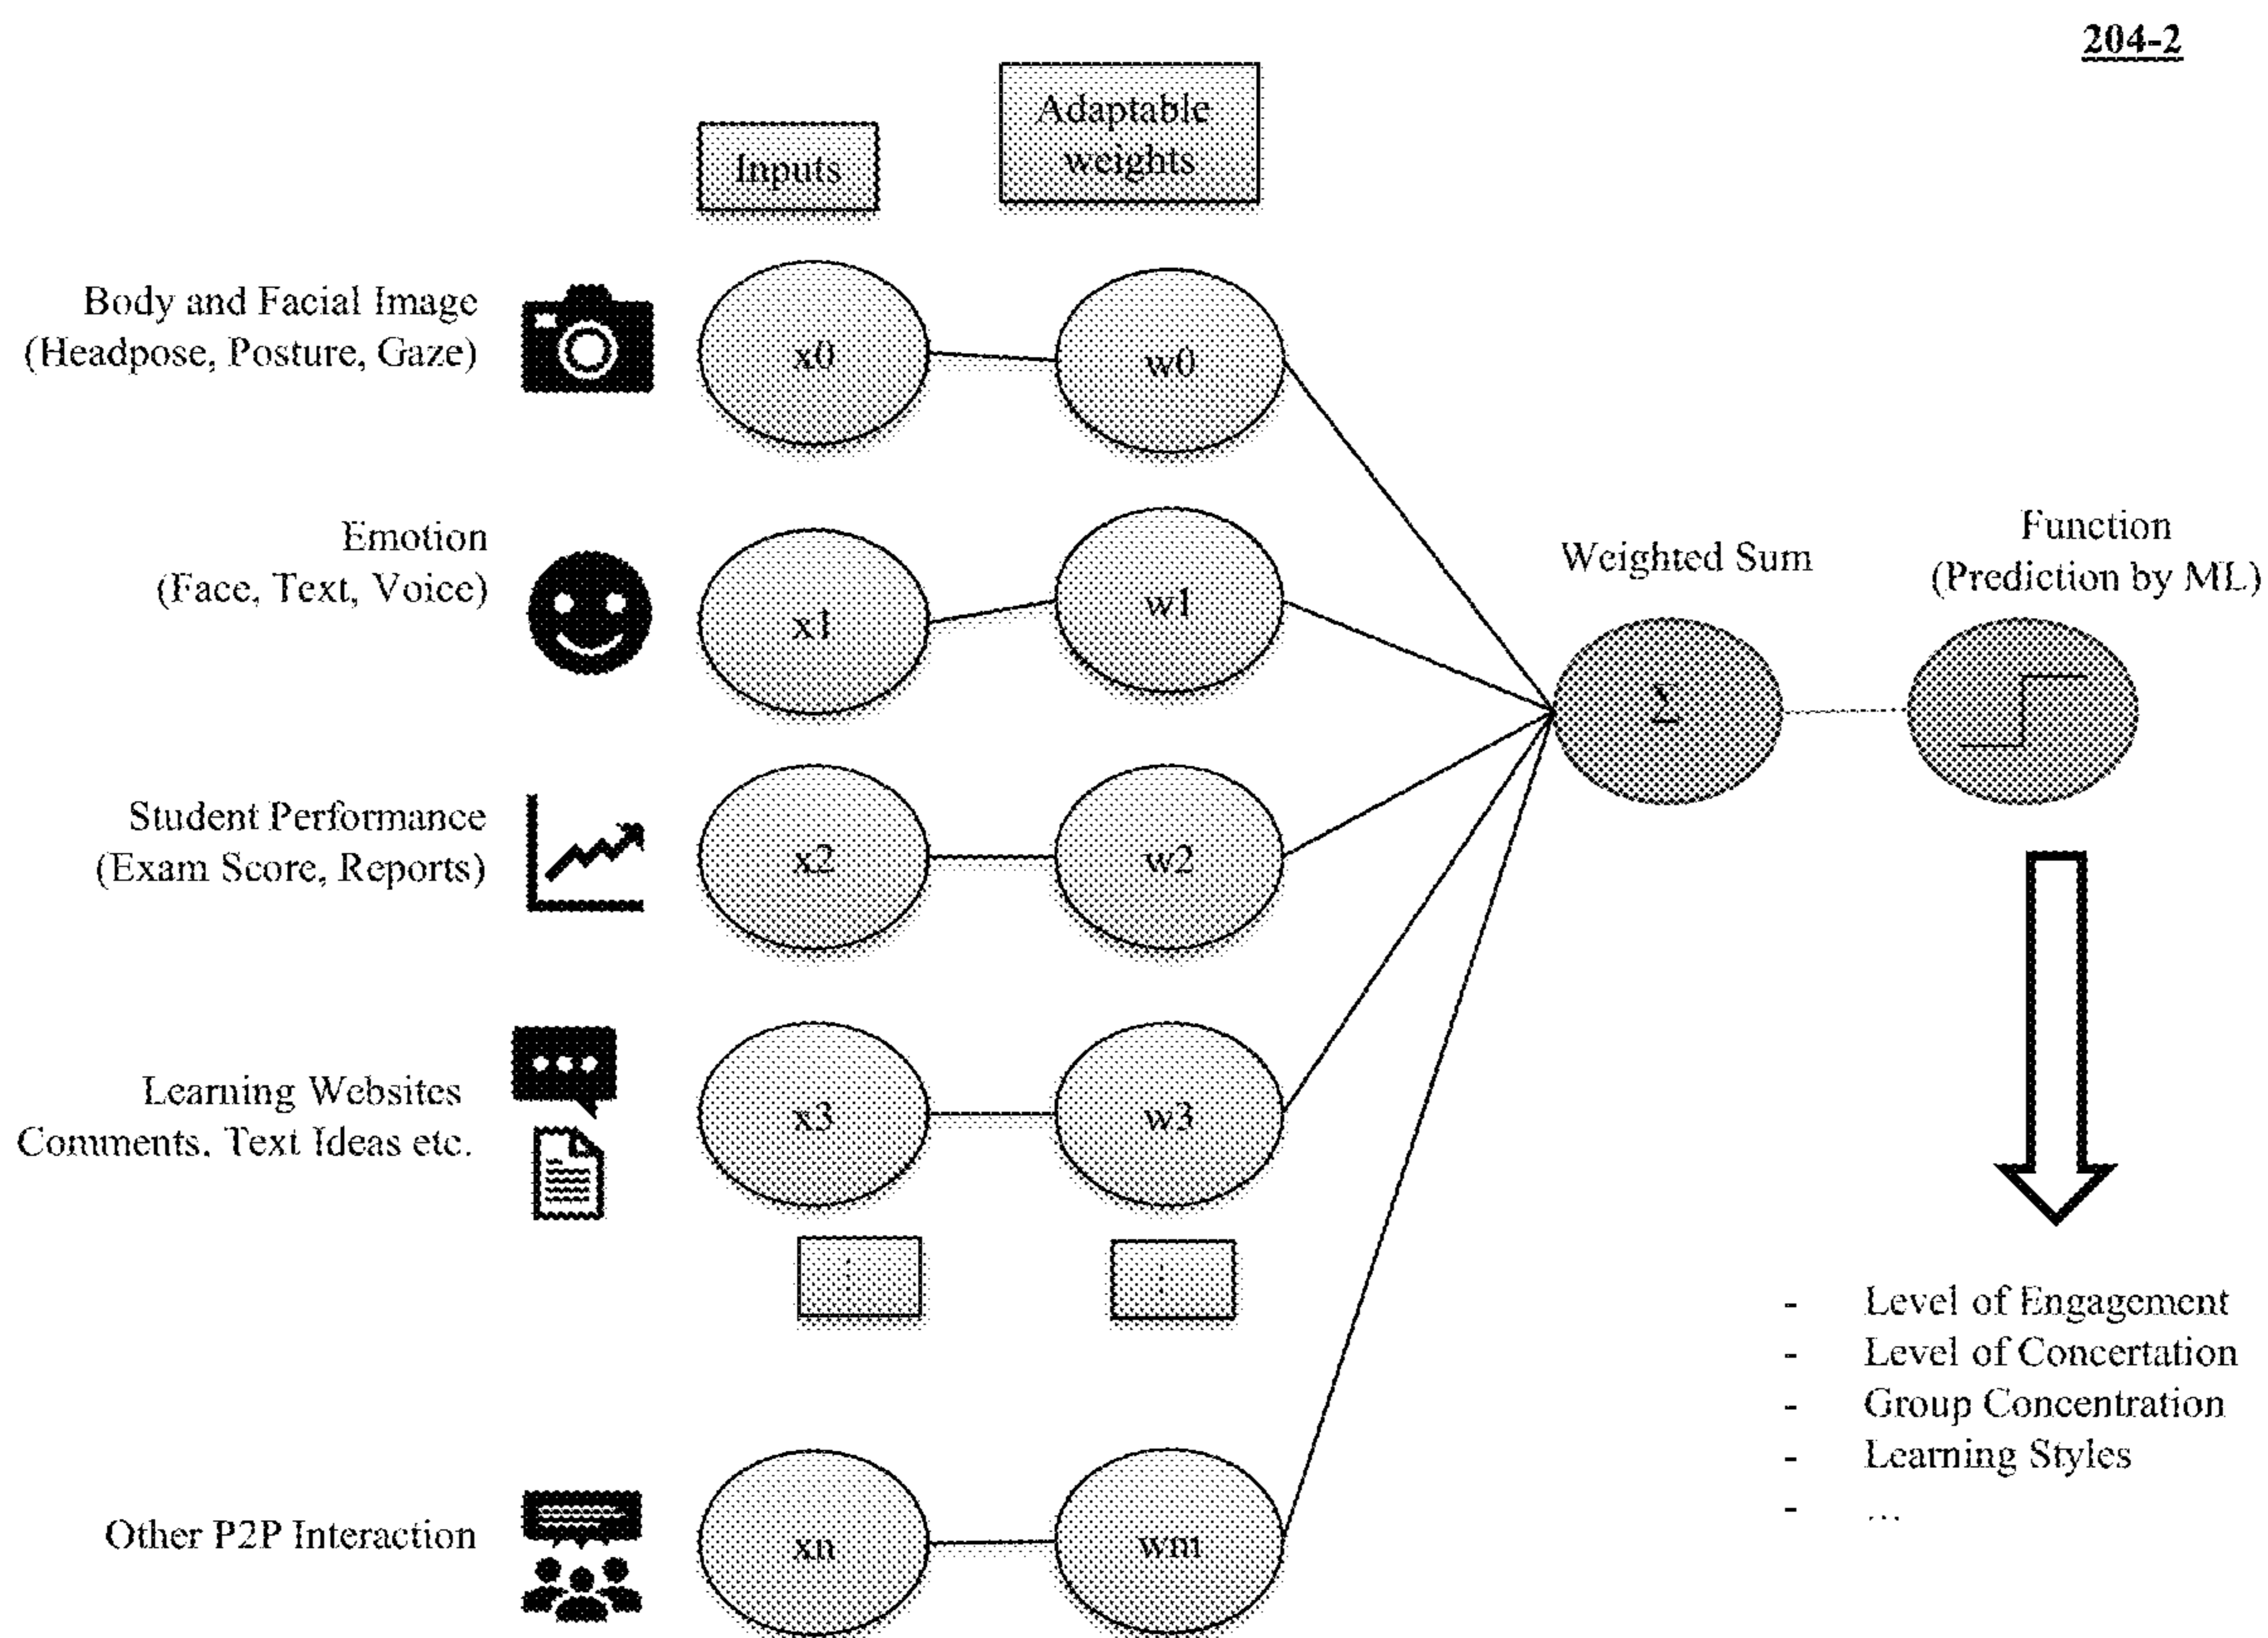 204-2
Inputs
Adaptable
weights
Body and Facial Image
(Headpose, Posture, Gaze)
x0
w0
Emotion
(Face, Text, Voice)
x1
w1
Weighted Sum
Function
(Prediction by ML)
Σ
Student Performance
(Exam Score, Reports)
x2
w2
Learning Websites
Comments, Text Ideas etc.
x3
w3
:
:
- Level of Engagement
- Level of Concertation
- Group Concentration
- Learning Styles
- ...
Other P2P Interaction
xn
wm